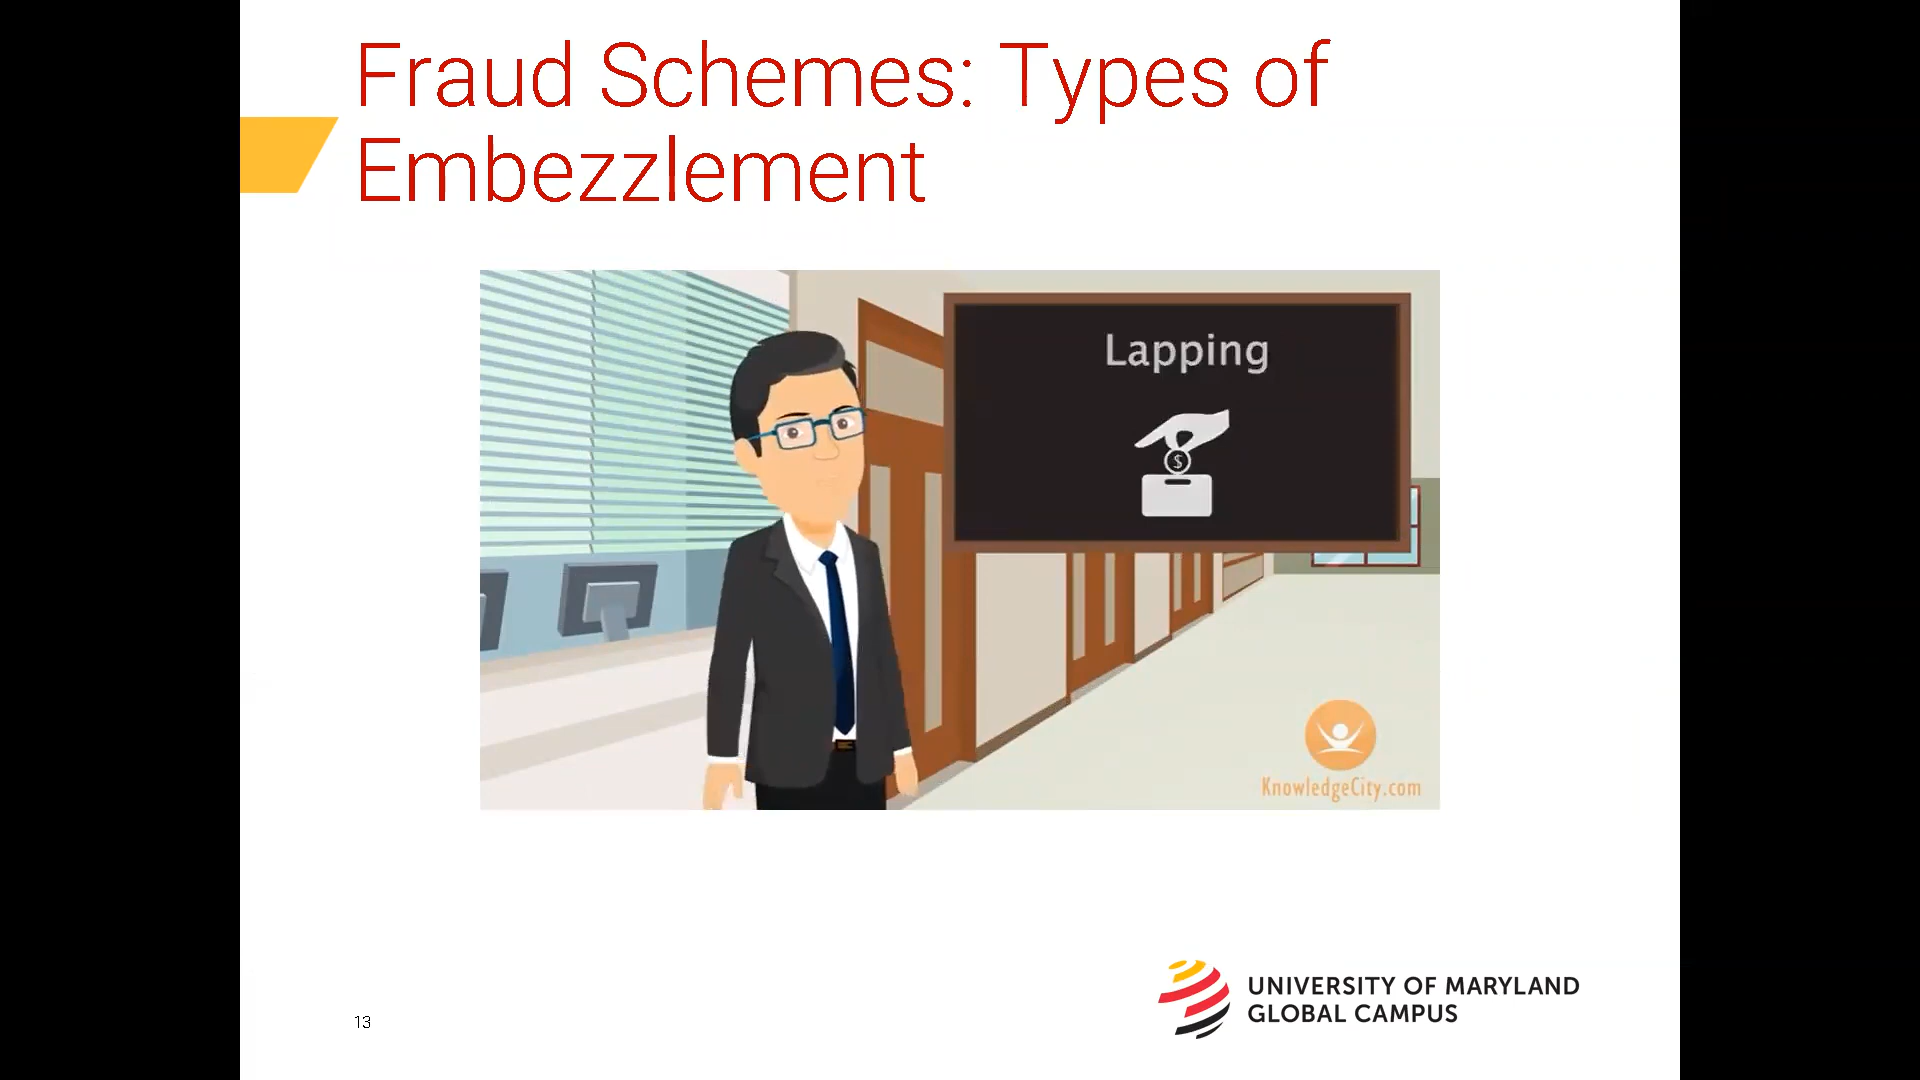 Fraud Schemes: Types of
Embezzlement
Lapping
$
KnowledgeCity.com
UNIVERSITY OF MARYLAND
GLOBAL CAMPUS
13